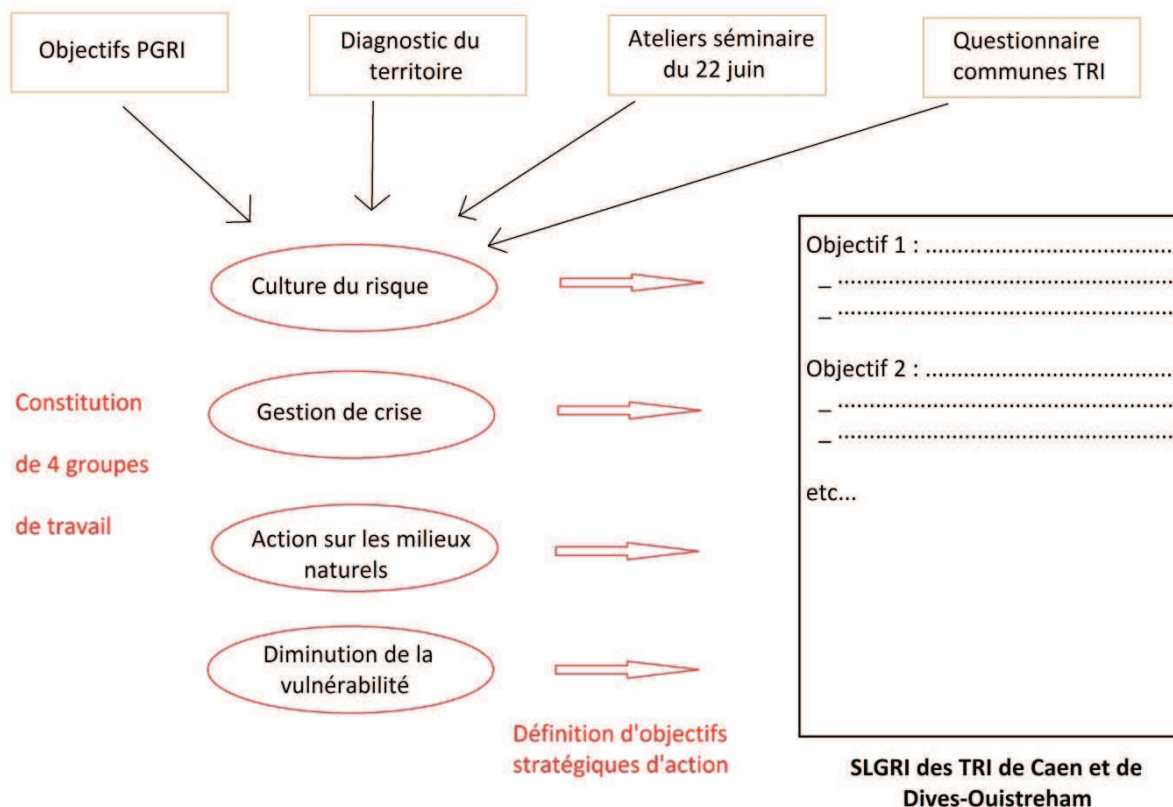 Objectifs PGRI
Diagnostic du
territoire
Ateliers séminaire
du 22 juin
Questionnaire
communes TRI
Culture du risque
Gestion de crise
Action sur les milieux
naturels
Diminution de la
vulnérabilité
Constitution
de 4 groupes
de travail
Définition d'objectifs
stratégiques d'action
Objectif 1 : ....................................
_ ................................................
_ ................................................
Objectif 2 : ....................................
_ ................................................
_ ................................................
etc...
SLGRI des TRI de Caen et de
Dives-Ouistreham